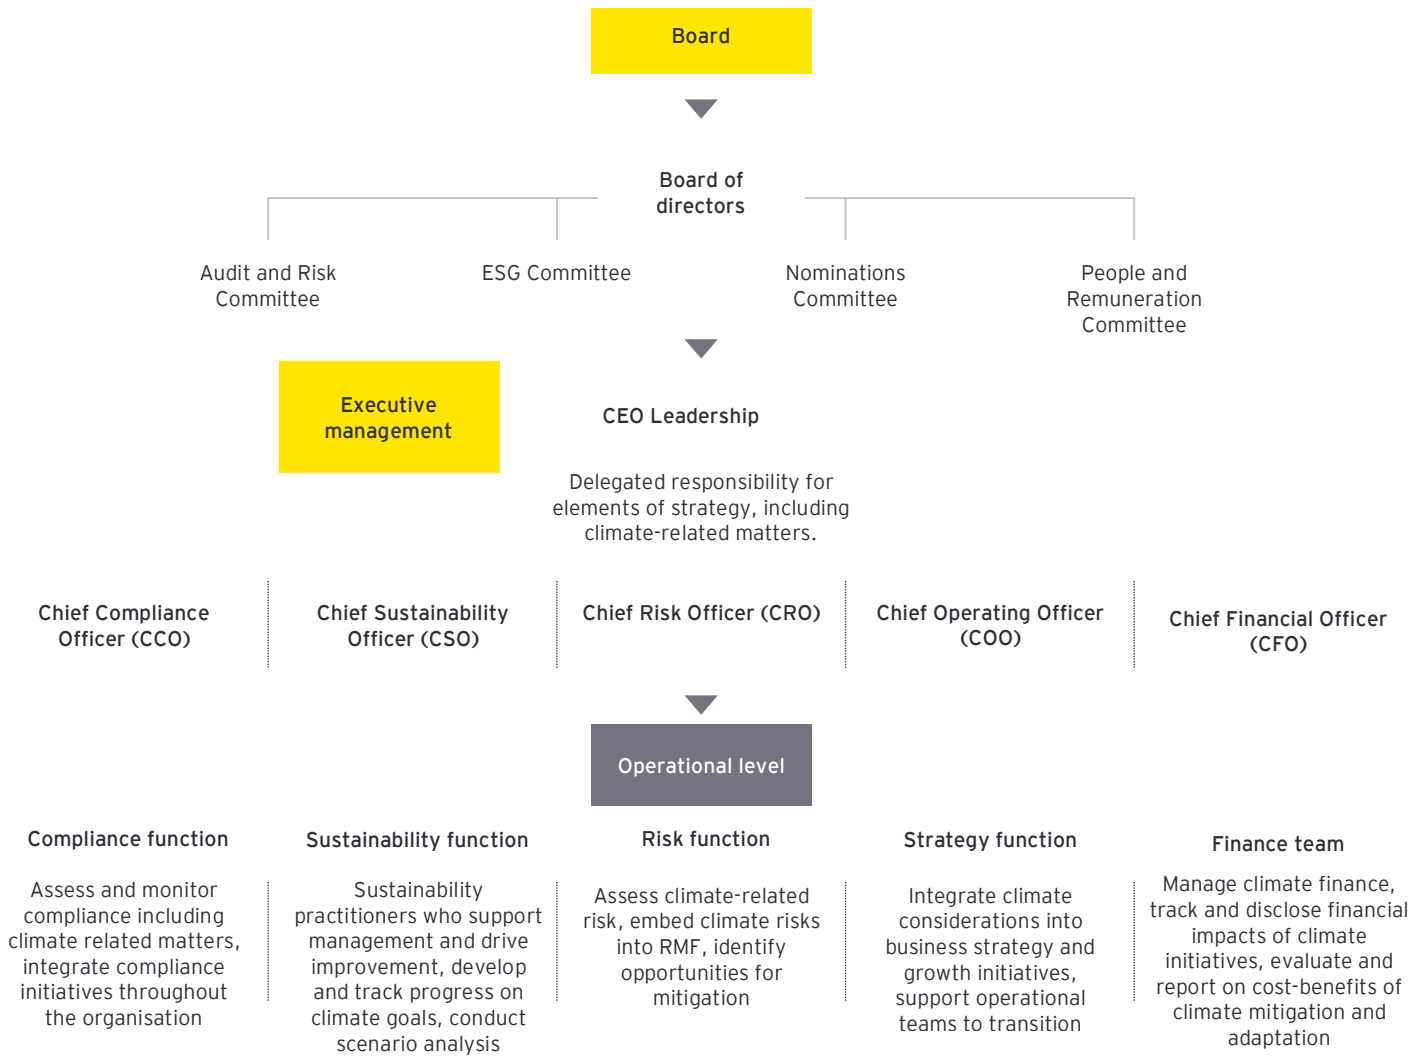 Board
Board of
directors
Audit and Risk
Committee
ESG Committee
Nominations
Committee
People and
Remuneration
Committee
Executive
management
CEO Leadership
Delegated responsibility for
elements of strategy, including
climate-related matters.
Chief Compliance
Officer (CCO)
Chief Sustainability
Officer (CSO)
Chief Risk Officer (CRO)
Chief Operating Officer
(COO)
Chief Financial Officer
(CFO)
Operational level
Compliance function
Assess and monitor
compliance including
climate related matters,
integrate compliance
initiatives throughout
the organisation
Sustainability function
Sustainability
practitioners who support
management and drive
improvement, develop
and track progress on
climate goals, conduct
scenario analysis
Risk function
Assess climate-related
risk, embed climate risks
into RMF, identify
opportunities for
mitigation
Strategy function
Integrate climate
considerations into
business strategy and
growth initiatives,
support operational
teams to transition
Finance team
Manage climate finance,
track and disclose financial
impacts of climate
initiatives, evaluate and
report on cost-benefits of
climate mitigation and
adaptation